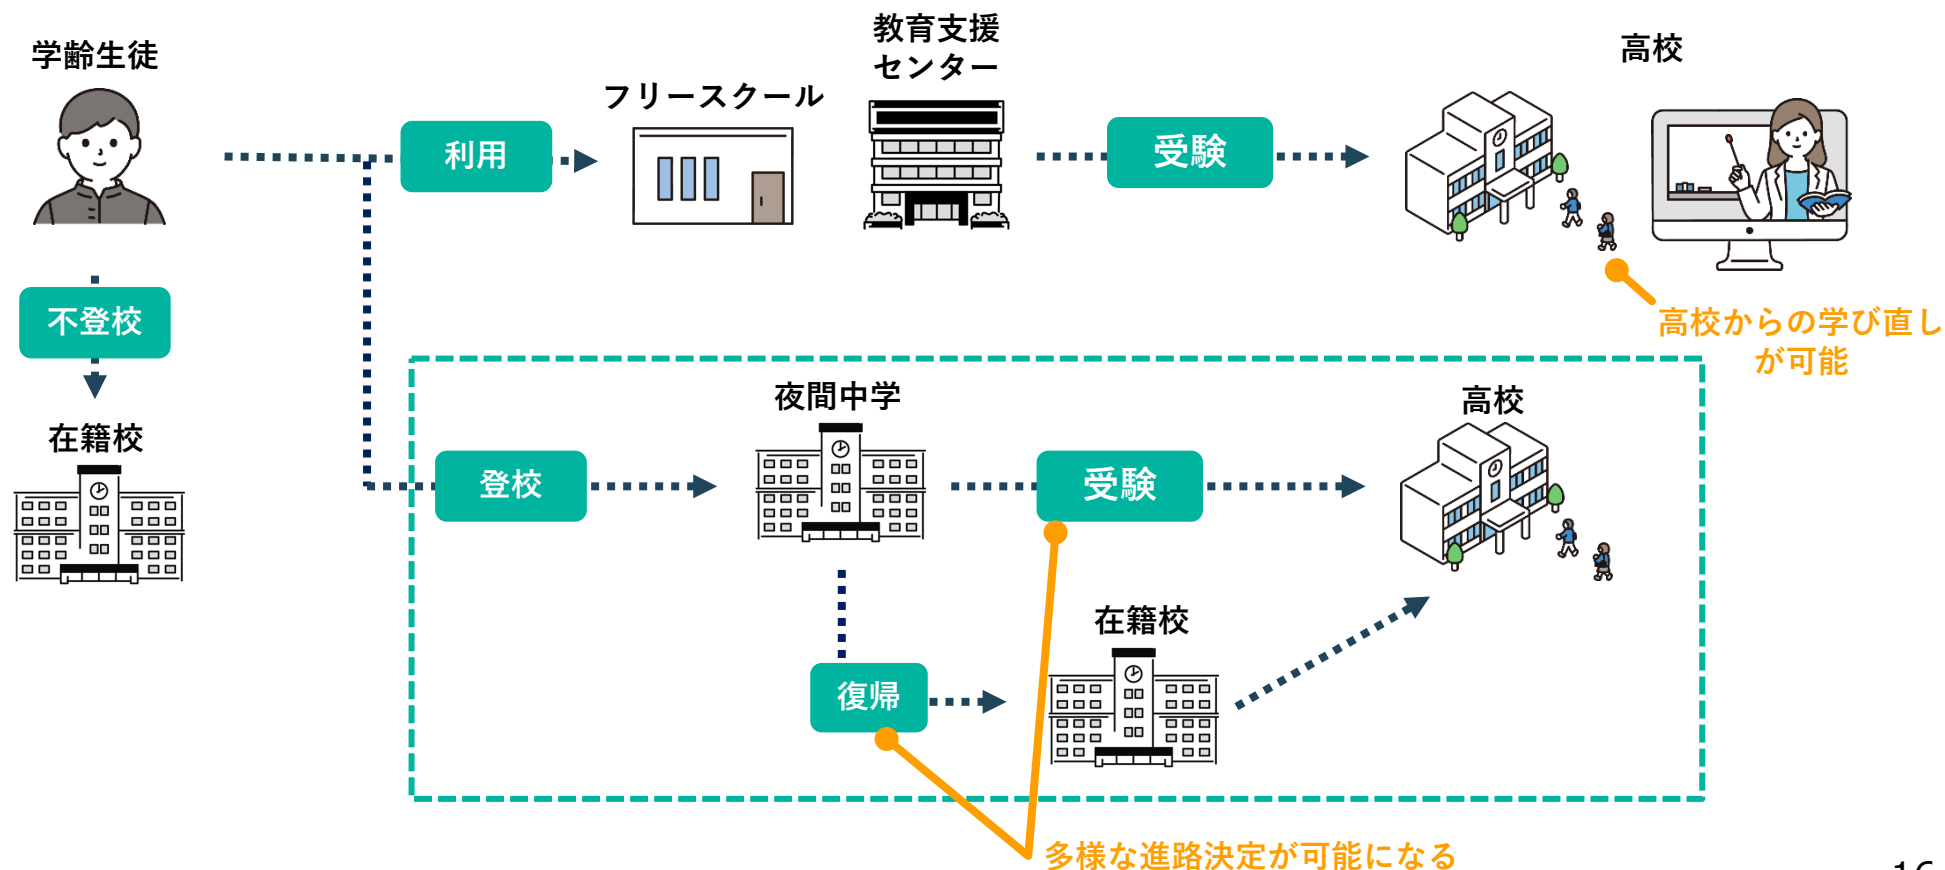 学齢生徒
利用
フリースクール
教育支援
センター
受験
高校
不登校
在籍校
高校からの学び直し
が可能
夜間中学
登校
受験
高校
復帰
在籍校
多様な進路決定が可能になる
16